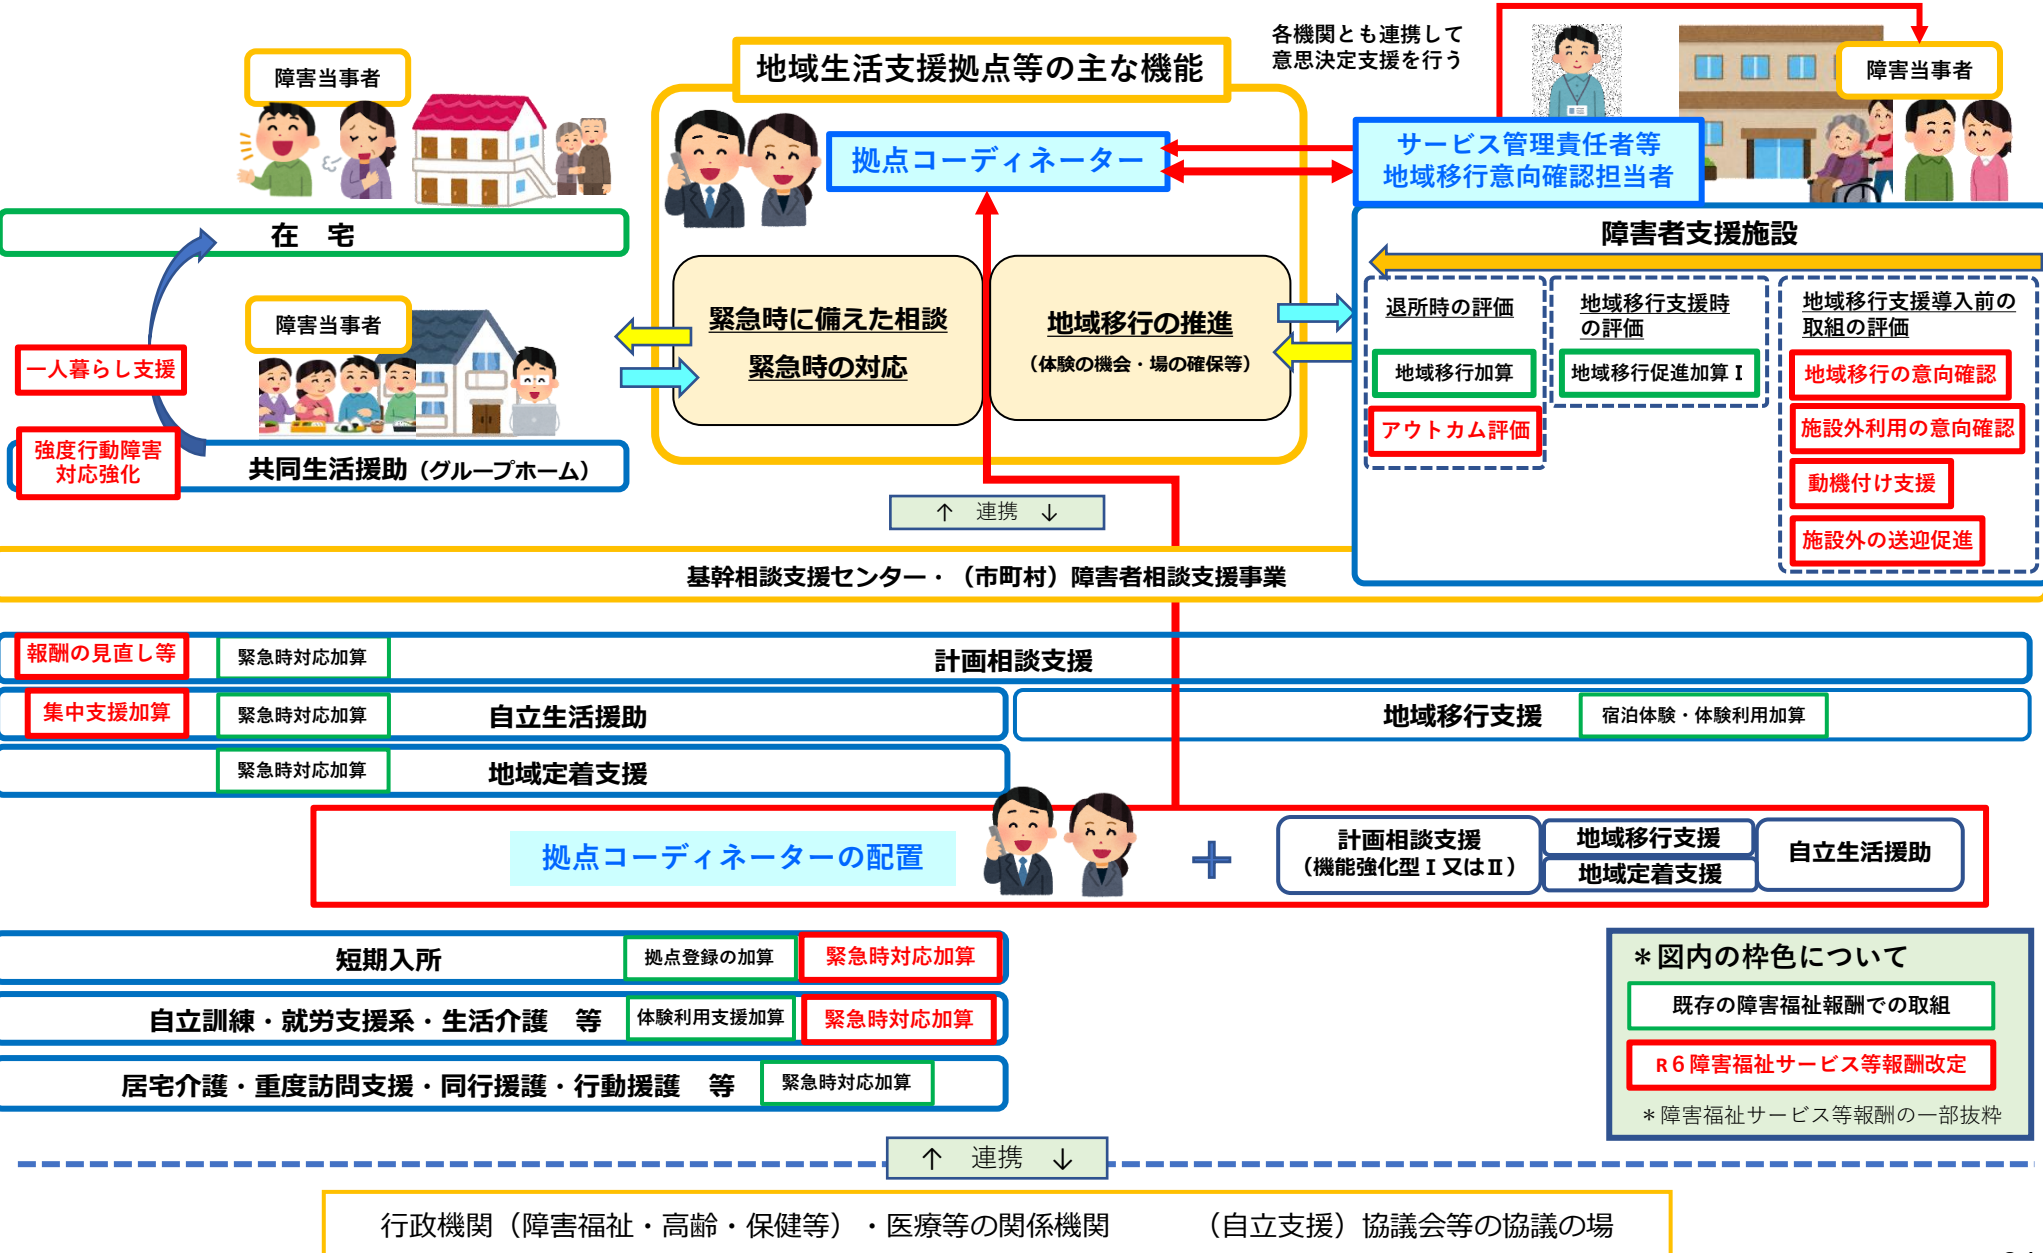 地域生活支援拠点等の主な機能
各機関とも連携して
意思決定支援を行う
障害当事者
障害当事者
拠点コーディネーター
サービス管理責任者等
地域移行意向確認担当者
在　宅
障害者支援施設
障害当事者
一人暮らし支援
強度行動障害
対応強化
共同生活援助（グループホーム）
緊急時に備えた相談
緊急時の対応
地域移行の推進
（体験の機会・場の確保等）
退所時の評価
地域移行加算
アウトカム評価
地域移行支援時
の評価
地域移行促進加算Ⅰ
地域移行支援導入前の
取組の評価
地域移行の意向確認
施設外利用の意向確認
動機付け支援
施設外の送迎促進
↑　連携　↓
基幹相談支援センター・（市町村）障害者相談支援事業
報酬の見直し等
緊急時対応加算
計画相談支援
集中支援加算
緊急時対応加算
自立生活援助
地域移行支援
宿泊体験・体験利用加算
緊急時対応加算
地域定着支援
拠点コーディネーターの配置
＋
計画相談支援
（機能強化型Ⅰ又はⅡ）
地域移行支援
地域定着支援
自立生活援助
短期入所
拠点登録の加算
緊急時対応加算
自立訓練・就労支援系・生活介護　等
体験利用支援加算
緊急時対応加算
居宅介護・重度訪問支援・同行援護・行動援護　等
緊急時対応加算
＊図内の枠色について
既存の障害福祉報酬での取組
R６障害福祉サービス等報酬改定
＊障害福祉サービス等報酬の一部抜粋
↑　連携　↓
行政機関（障害福祉・高齢・保健等）・医療等の関係機関　　　（自立支援）協議会等の協議の場